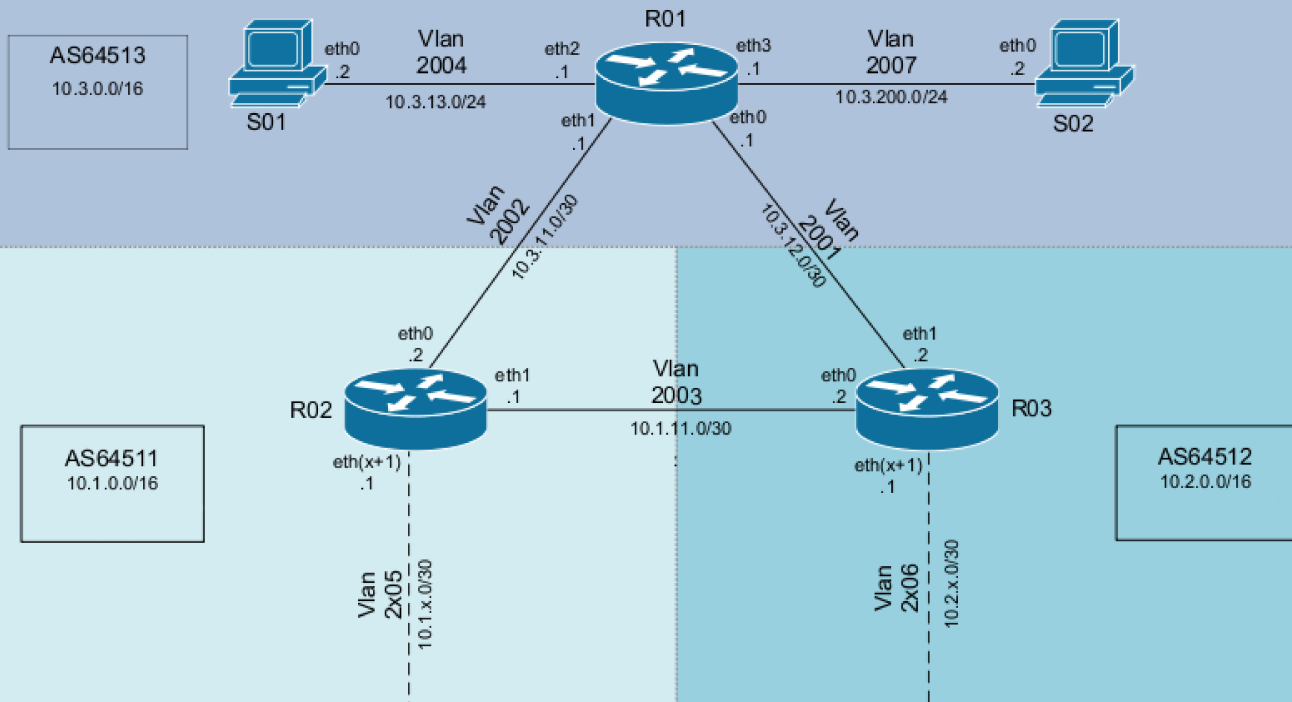 R01
AS64513
10.3.0.0/16
eth0
.2
Vlan
2004
10.3.13.0/24
eth2
.1
eth3
.1
Vlan
2007
10.3.200.0/24
eth0
.2
S01
S02
eth1
.1
eth0
.1
Vlan
2002
10.3.11.0/30
Vlan
2001
10.3.12.0/30
eth0
.2
eth1
.2
R02
eth1
.1
Vlan
2003
10.1.11.0/30
eth0
.2
R03
AS64511
10.1.0.0/16
eth(x+1)
.1
eth(x+1)
.1
AS64512
10.2.0.0/16
Vlan
2x05
10.1.x.0/30
Vlan
2x06
10.2.x.0/30